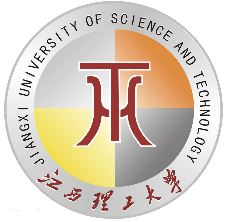 JIANGXI UNIVERSITY OF SCIENCE AND TECHNOLOGY
江西理工大学